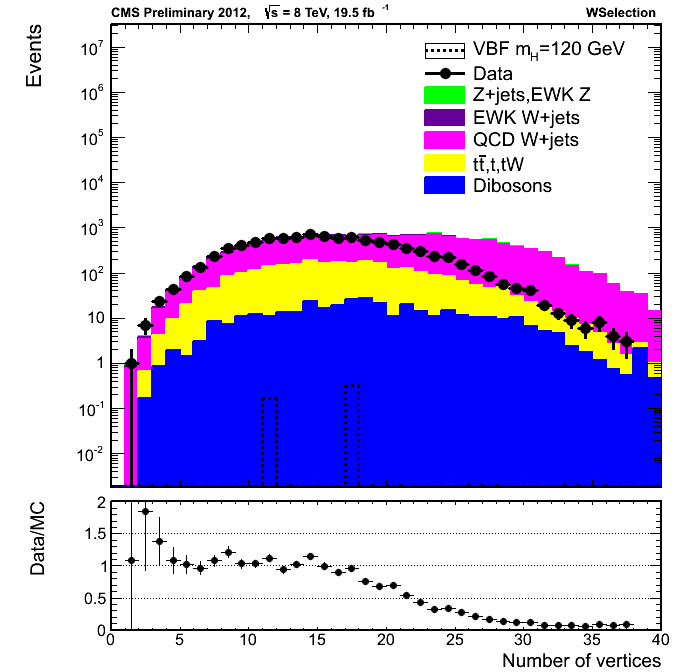 CMS Preliminary 2012, √s = 8 TeV, 19.5 fb⁻¹ WSelection
Events
10⁷
10⁶
10⁵
10⁴
10³
10²
10
1
10⁻¹
10⁻²
VBF m_H=120 GeV
Data
Z+jets,EWK Z
EWK W+jets
QCD W+jets
tt̄,t,tW
Dibosons
Data/MC
2
1.5
1
0.5
0
0 5 10 15 20 25 30 35 40
Number of vertices